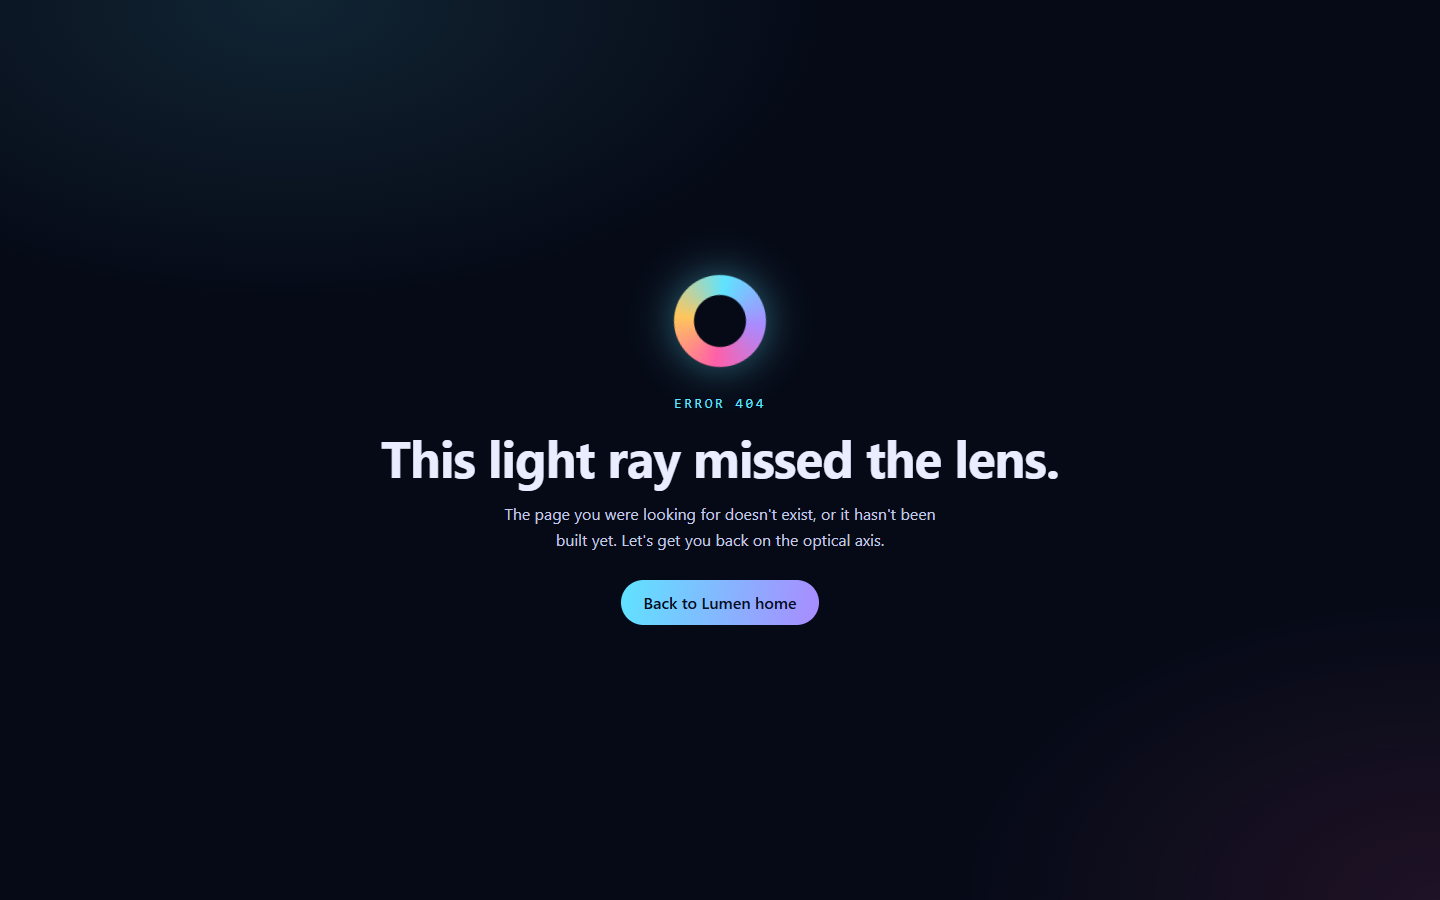 ERROR 404
This light ray missed the lens.
The page you were looking for doesn't exist, or it hasn't been
built yet. Let's get you back on the optical axis.
Back to Lumen home